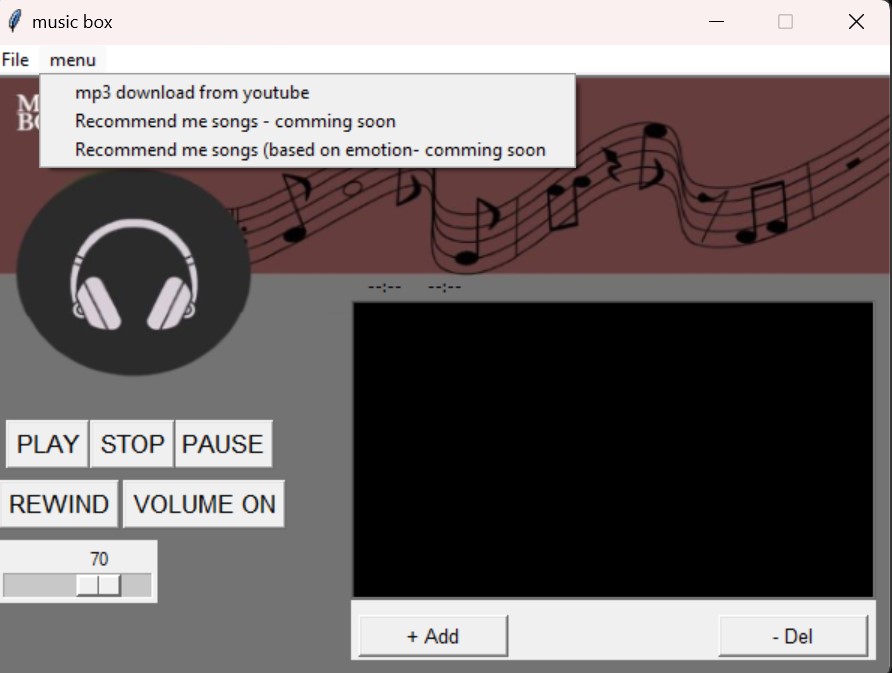 music box
File menu
mp3 download from youtube
Recommend me songs - comming soon
Recommend me songs (based on emotion- comming soon
--:-- --:--
PLAY STOP PAUSE
REWIND VOLUME ON
70
+ Add - Del